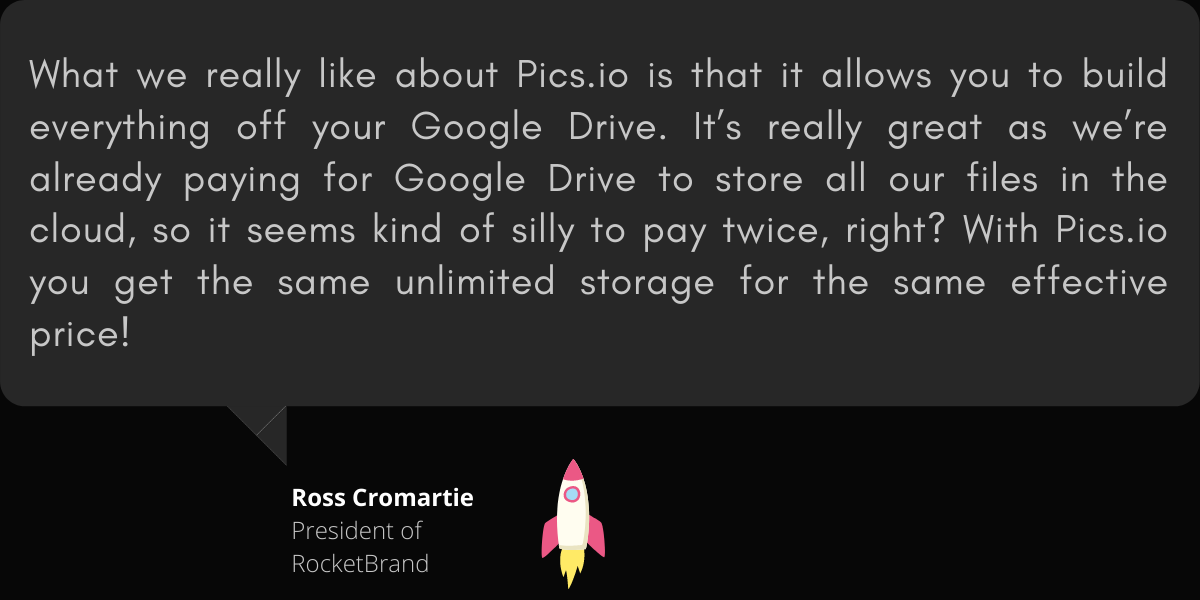 What we really like about Pics.io is that it allows you to build
everything off your Google Drive. It’s really great as we’re
already paying for Google Drive to store all our files in the
cloud, so it seems kind of silly to pay twice, right? With Pics.io
you get the same unlimited storage for the same effective
price!
Ross Cromartie
President of
RocketBrand